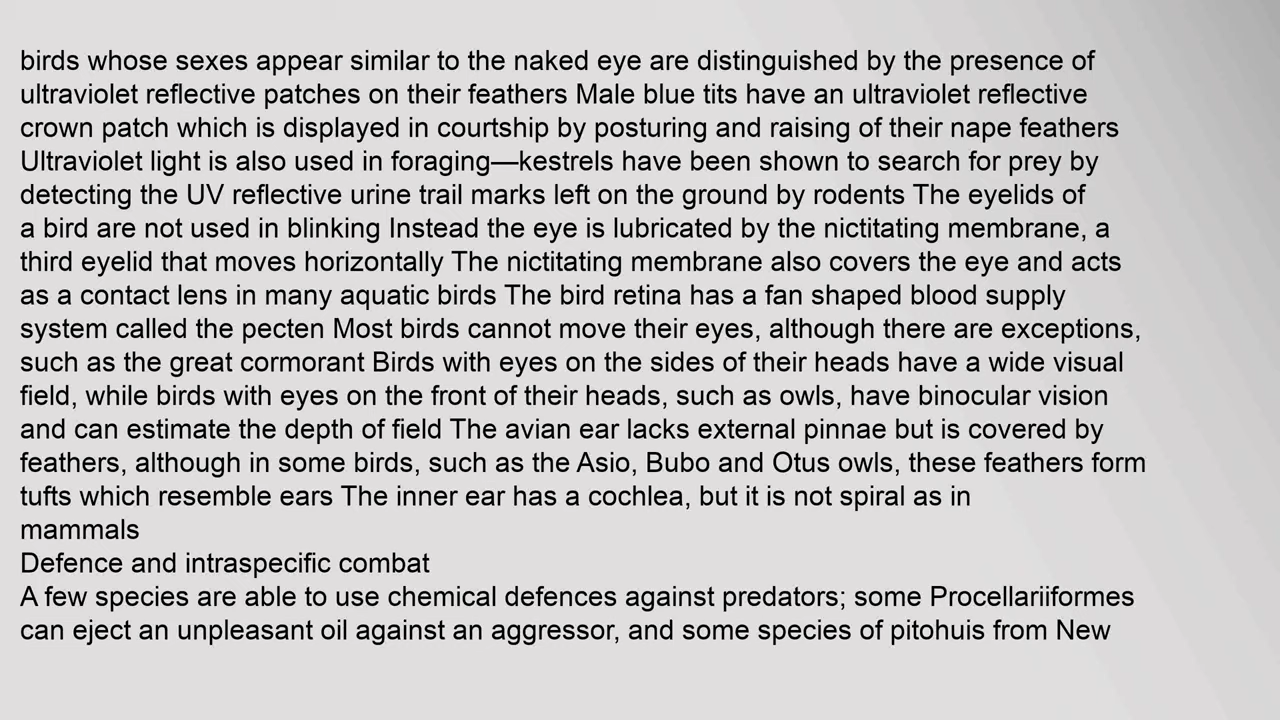 birds whose sexes appear similar to the naked eye are distinguished by the presence of
ultraviolet reflective patches on their feathers Male blue tits have an ultraviolet reflective
crown patch which is displayed in courtship by posturing and raising of their nape feathers
Ultraviolet light is also used in foraging—kestrels have been shown to search for prey by
detecting the UV reflective urine trail marks left on the ground by rodents The eyelids of
a bird are not used in blinking Instead the eye is lubricated by the nictitating membrane, a
third eyelid that moves horizontally The nictitating membrane also covers the eye and acts
as a contact lens in many aquatic birds The bird retina has a fan shaped blood supply
system called the pecten Most birds cannot move their eyes, although there are exceptions,
such as the great cormorant Birds with eyes on the sides of their heads have a wide visual
field, while birds with eyes on the front of their heads, such as owls, have binocular vision
and can estimate the depth of field The avian ear lacks external pinnae but is covered by
feathers, although in some birds, such as the Asio, Bubo and Otus owls, these feathers form
tufts which resemble ears The inner ear has a cochlea, but it is not spiral as in
mammals
Defence and intraspecific combat
A few species are able to use chemical defences against predators; some Procellariiformes
can eject an unpleasant oil against an aggressor, and some species of pitohuis from New